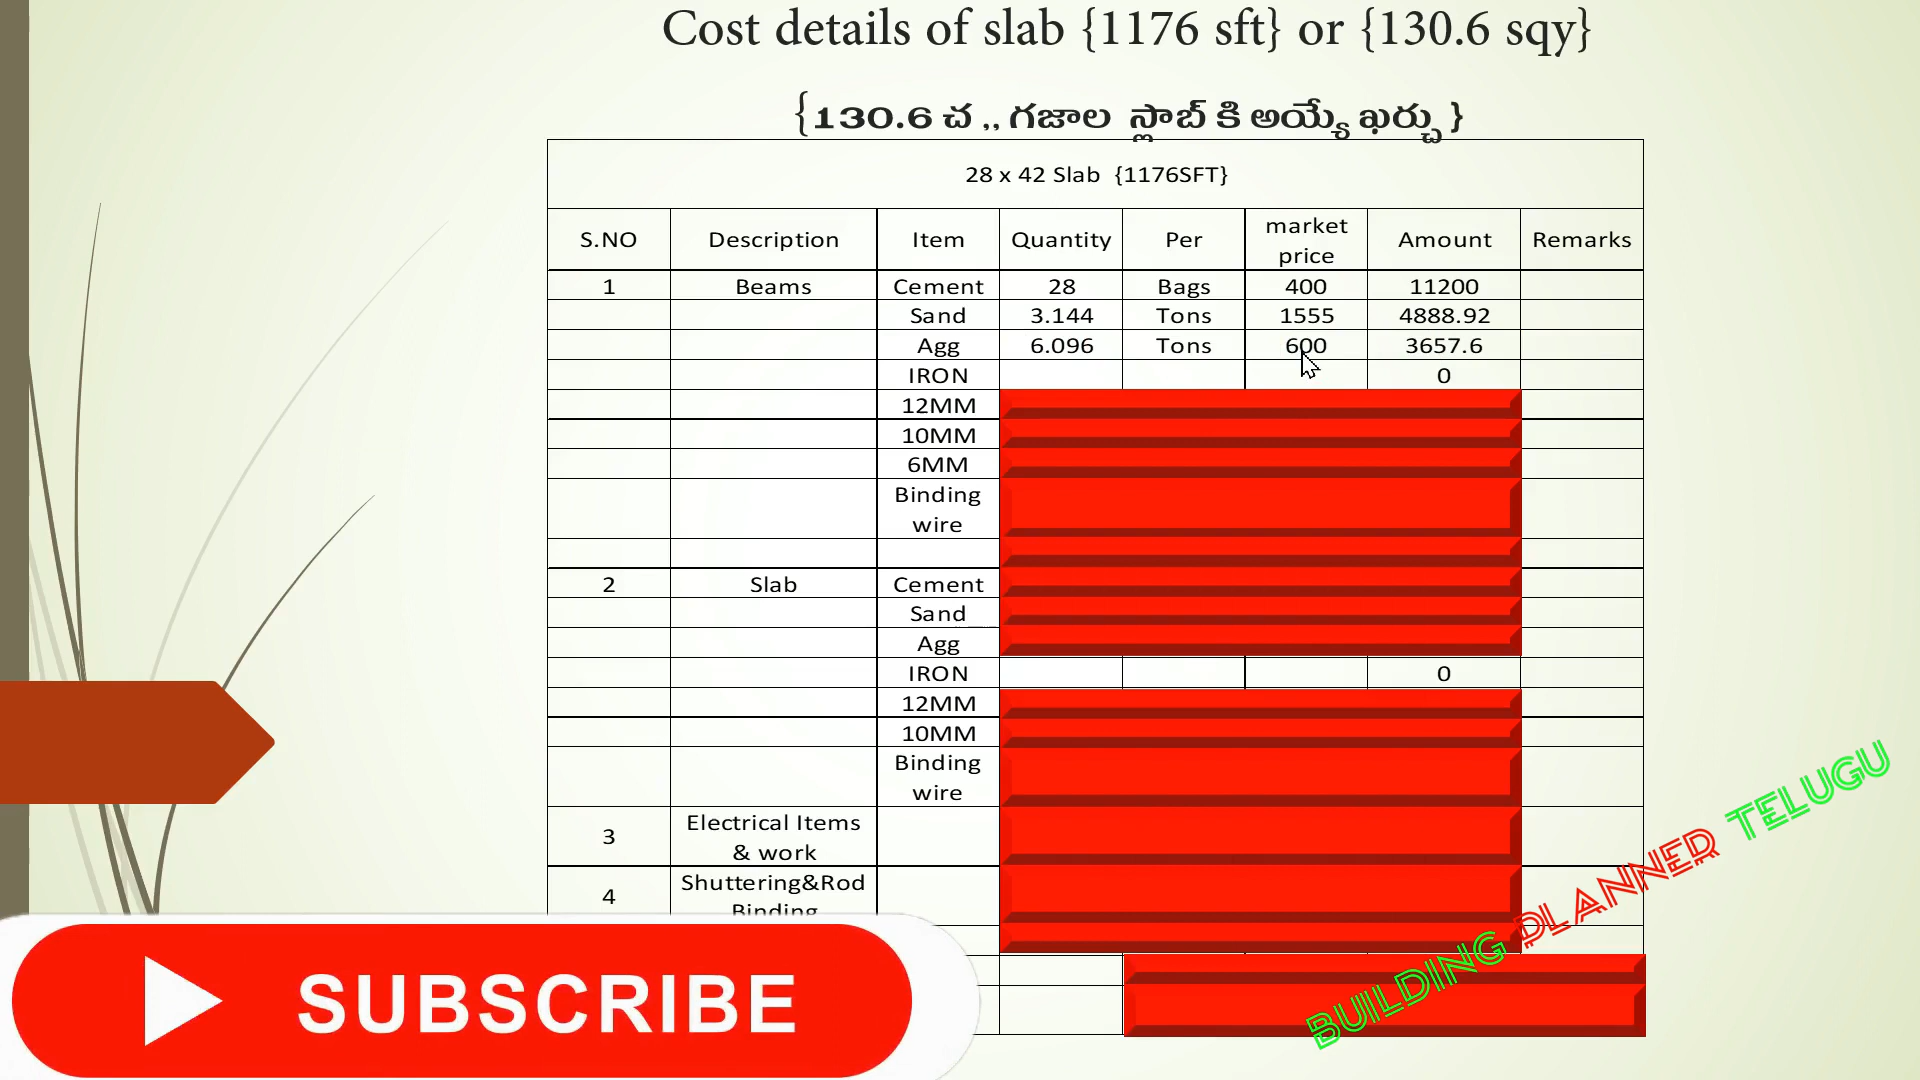 Cost details of slab {1176 sft} or {130.6 sqy}
{130.6 చ ,, గజాల స్లాబ్ కి అయ్యే ఖర్చు }
28 x 42 Slab {1176SFT}
S.NO Description Item Quantity Per market price Amount Remarks
1 Beams Cement 28 Bags 400 11200
Sand 3.144 Tons 1555 4888.92
Agg 6.096 Tons 600 3657.6
IRON 0
12MM
10MM
6MM
Binding wire
2 Slab Cement
Sand
Agg
IRON 0
12MM
10MM
Binding wire
3 Electrical Items & work
4 Shuttering&Rod Binding
SUBSCRIBE
BUILDING PLANNER TELUGU